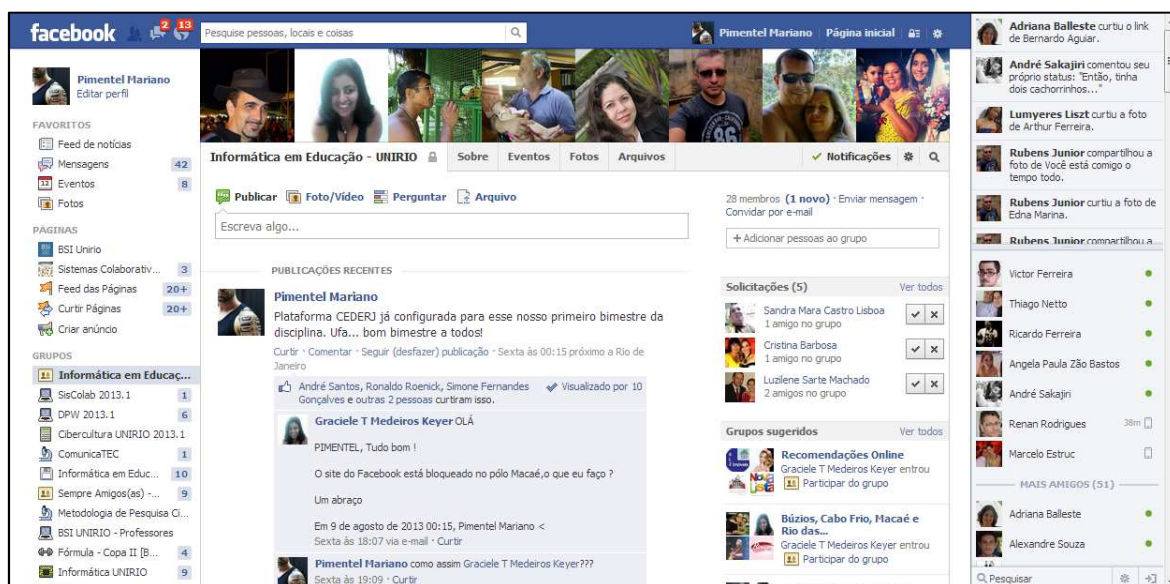 facebook
2
13
Pesquise pessoas, locais e coisas
Pimentel Mariano
Página inicial
Pimentel Mariano
Editar perfil
FAVORITOS
Feed de notícias
Mensagens 42
Eventos 8
Fotos
PÁGINAS
BSI Unirio
Sistemas Colaborativ... 3
Feed das Páginas 20+
Curtir Páginas 20+
Criar anúncio
GRUPOS
Informática em Educaç...
SisColab 2013.1 1
DPW 2013.1 6
Cibercultura UNIRIO 2013.1
ComunicaTEC 1
Informática em Educ... 10
Sempre Amigos(as) -... 9
Metodologia de Pesquisa Ci...
BSI UNIRIO - Professores
Fórmula - Copa II [B... 4
Informática UNIRIO 9
Informática em Educação - UNIRIO Sobre Eventos Fotos Arquivos Notificações
Publicar Foto/Vídeo Perguntar Arquivo
Escreva algo...
PUBLICAÇÕES RECENTES
Pimentel Mariano
Plataforma CEDERJ já configurada para esse nosso primeiro bimestre da
disciplina. Ufa... bom bimestre a todos!
Curtir · Comentar · Seguir (desfazer) publicação · Sexta às 00:15 próximo a Rio de
Janeiro
André Santos, Ronaldo Roenick, Simone Fernandes
Gonçalves e outras 2 pessoas curtiram isso.
Visualizado por 10
Graciele T Medeiros Keyer OLÁ
PIMENTEL, Tudo bom !
O site do Facebook está bloqueado no pólo Macaé,o que eu faço ?
Um abraço
Em 9 de agosto de 2013 00:15, Pimentel Mariano <
Sexta às 18:07 via e-mail · Curtir
Pimentel Mariano como assim Graciele T Medeiros Keyer???
Sexta às 19:09 · Curtir
28 membros (1 novo) · Enviar mensagem ·
Convidar por e-mail
+ Adicionar pessoas ao grupo
Solicitações (5) Ver todos
Sandra Mara Castro Lisboa
1 amigo no grupo
Cristina Barbosa
1 amigo no grupo
Luzilene Sarte Machado
2 amigos no grupo
Grupos sugeridos Ver todos
Recomendações Online
Graciele T Medeiros Keyer entrou
Participar do grupo
Búzios, Cabo Frio, Macaé e
Rio das...
Graciele T Medeiros Keyer entrou
Participar do grupo
Adriana Balleste curtiu o link
de Bernardo Aguiar.
André Sakajiri comentou seu
próprio status: "Então, tinha
dois cachorrinhos..."
Lumyeres Liszt curtiu a foto
de Arthur Ferreira.
Rubens Junior compartilhou a
foto de Você está comigo o
tempo todo.
Rubens Junior curtiu a foto de
Edna Marina.
Rubens Junior compartilhou a
Victor Ferreira
Thiago Netto
Ricardo Ferreira
Angela Paula Zão Bastos
André Sakajiri
Renan Rodrigues 38m
Marcelo Estruc
MAIS AMIGOS (51)
Adriana Balleste
Alexandre Souza
Pesquisar